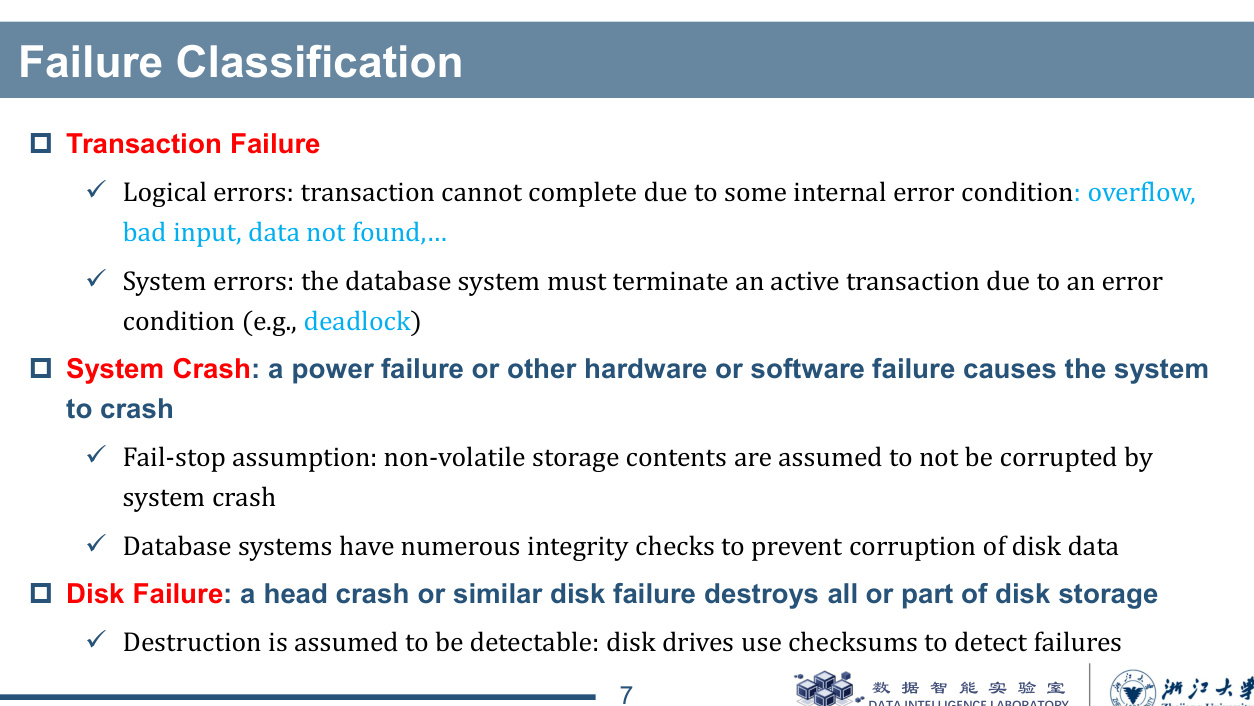 Failure Classification
Transaction Failure
Logical errors: transaction cannot complete due to some internal error condition: overflow,
bad input, data not found,…
System errors: the database system must terminate an active transaction due to an error
condition (e.g., deadlock)
System Crash: a power failure or other hardware or software failure causes the system
to crash
Fail-stop assumption: non-volatile storage contents are assumed to not be corrupted by
system crash
Database systems have numerous integrity checks to prevent corruption of disk data
Disk Failure: a head crash or similar disk failure destroys all or part of disk storage
Destruction is assumed to be detectable: disk drives use checksums to detect failures
7
数据智能实验室
DATA INTELLIGENCE LABORATORY
浙江大学